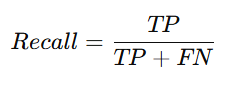 Recall = TP / (TP + FN)